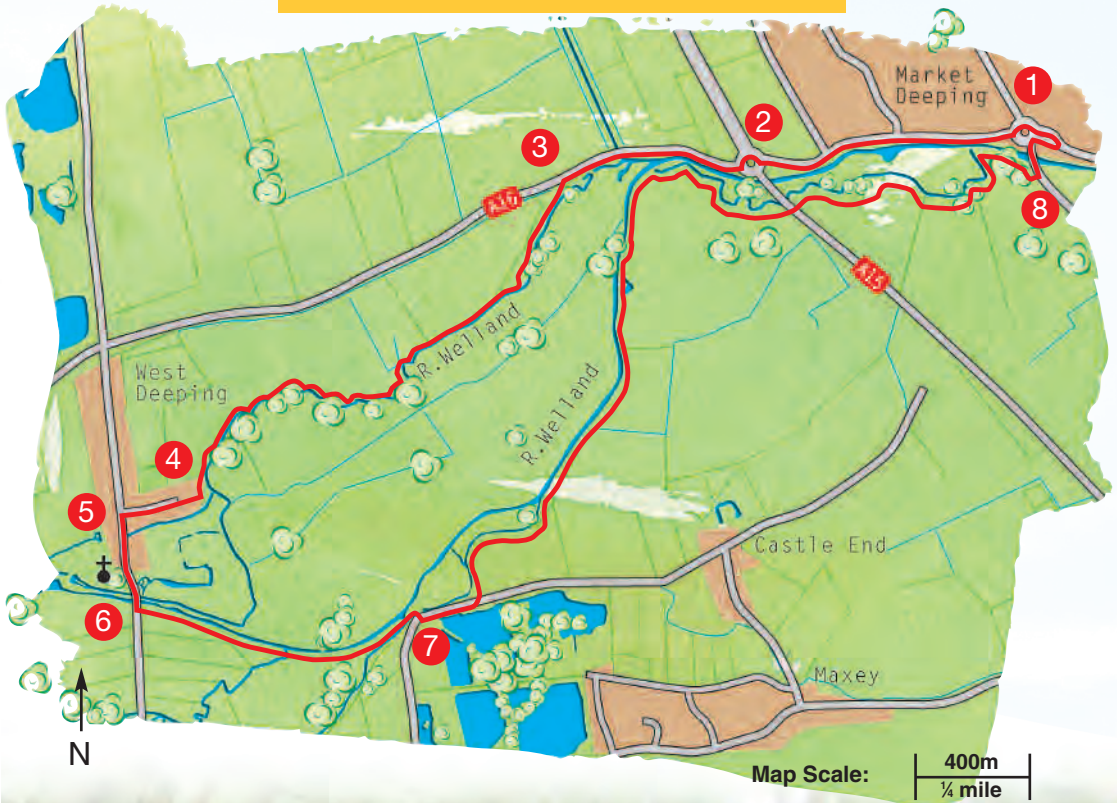 1
Market
Deeping
2
3
A16
8
A15
R.Welland
West
Deeping
R.Welland
4
5
Castle End
6
7
Maxey
N
Map Scale:
400m
¼ mile